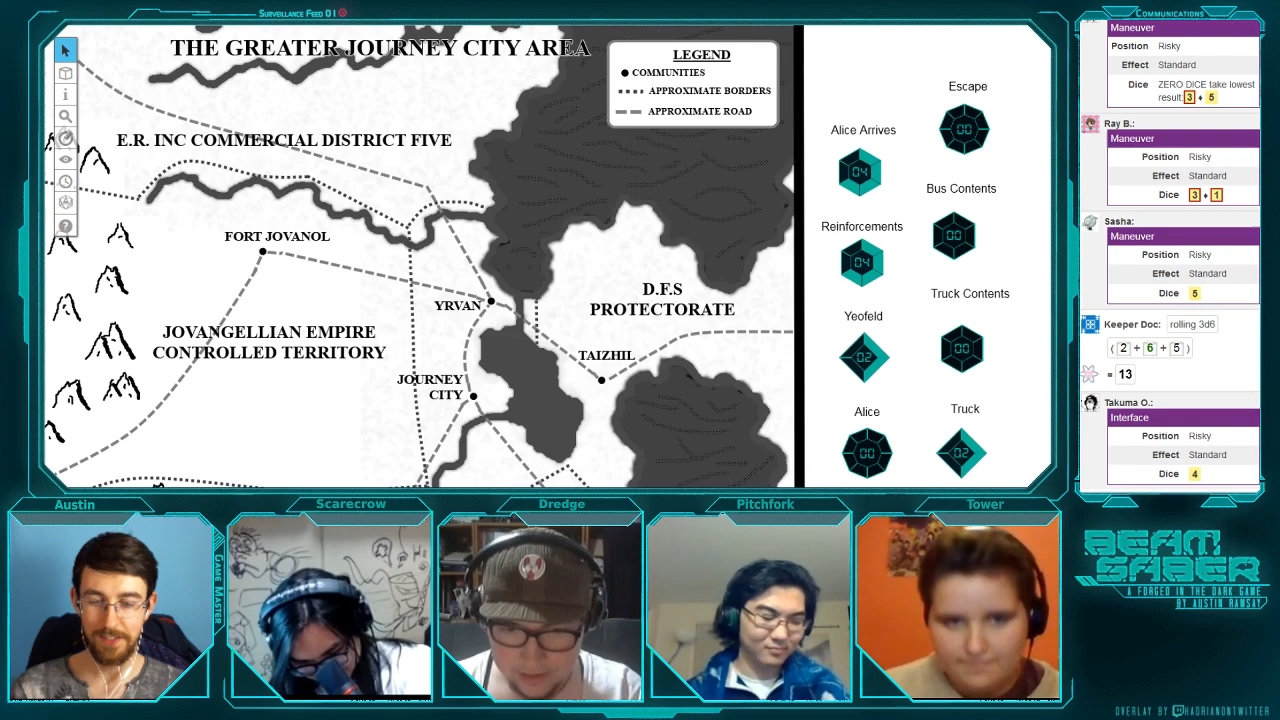 SURVEILLANCE FEED 01
THE GREATER JOURNEY CITY AREA
LEGEND
COMMUNITIES
APPROXIMATE BORDERS
APPROXIMATE ROAD
E.R. INC COMMERCIAL DISTRICT FIVE
FORT JOVANOL
YRVAN
D.F.S
PROTECTORATE
JOVANGELLIAN EMPIRE
CONTROLLED TERRITORY
TAIZHIL
JOURNEY
CITY
Escape
00
Alice Arrives
04
Bus Contents
00
Reinforcements
04
Truck Contents
00
Yeofeld
02
Alice
00
Truck
02
COMMUNICATIONS
Maneuver
Position Risky
Effect Standard
Dice ZERO DICE take lowest
result 3 ♦ 5
Ray B.:
Maneuver
Position Risky
Effect Standard
Dice 3 ♦ 1
Sasha:
Maneuver
Position Risky
Effect Standard
Dice 5
Keeper Doc: rolling 3d6
( 2 + 6 + 5 )
= 13
Takuma O.:
Interface
Position Risky
Effect Standard
Dice 4
Austin
GAME MASTER
Scarecrow
Dredge
Pitchfork
Tower
BEAM
SABER
A FORGED IN THE DARK GAME
BY AUSTIN RAMSAY
OVERLAY BY HADRIANONTWITTER